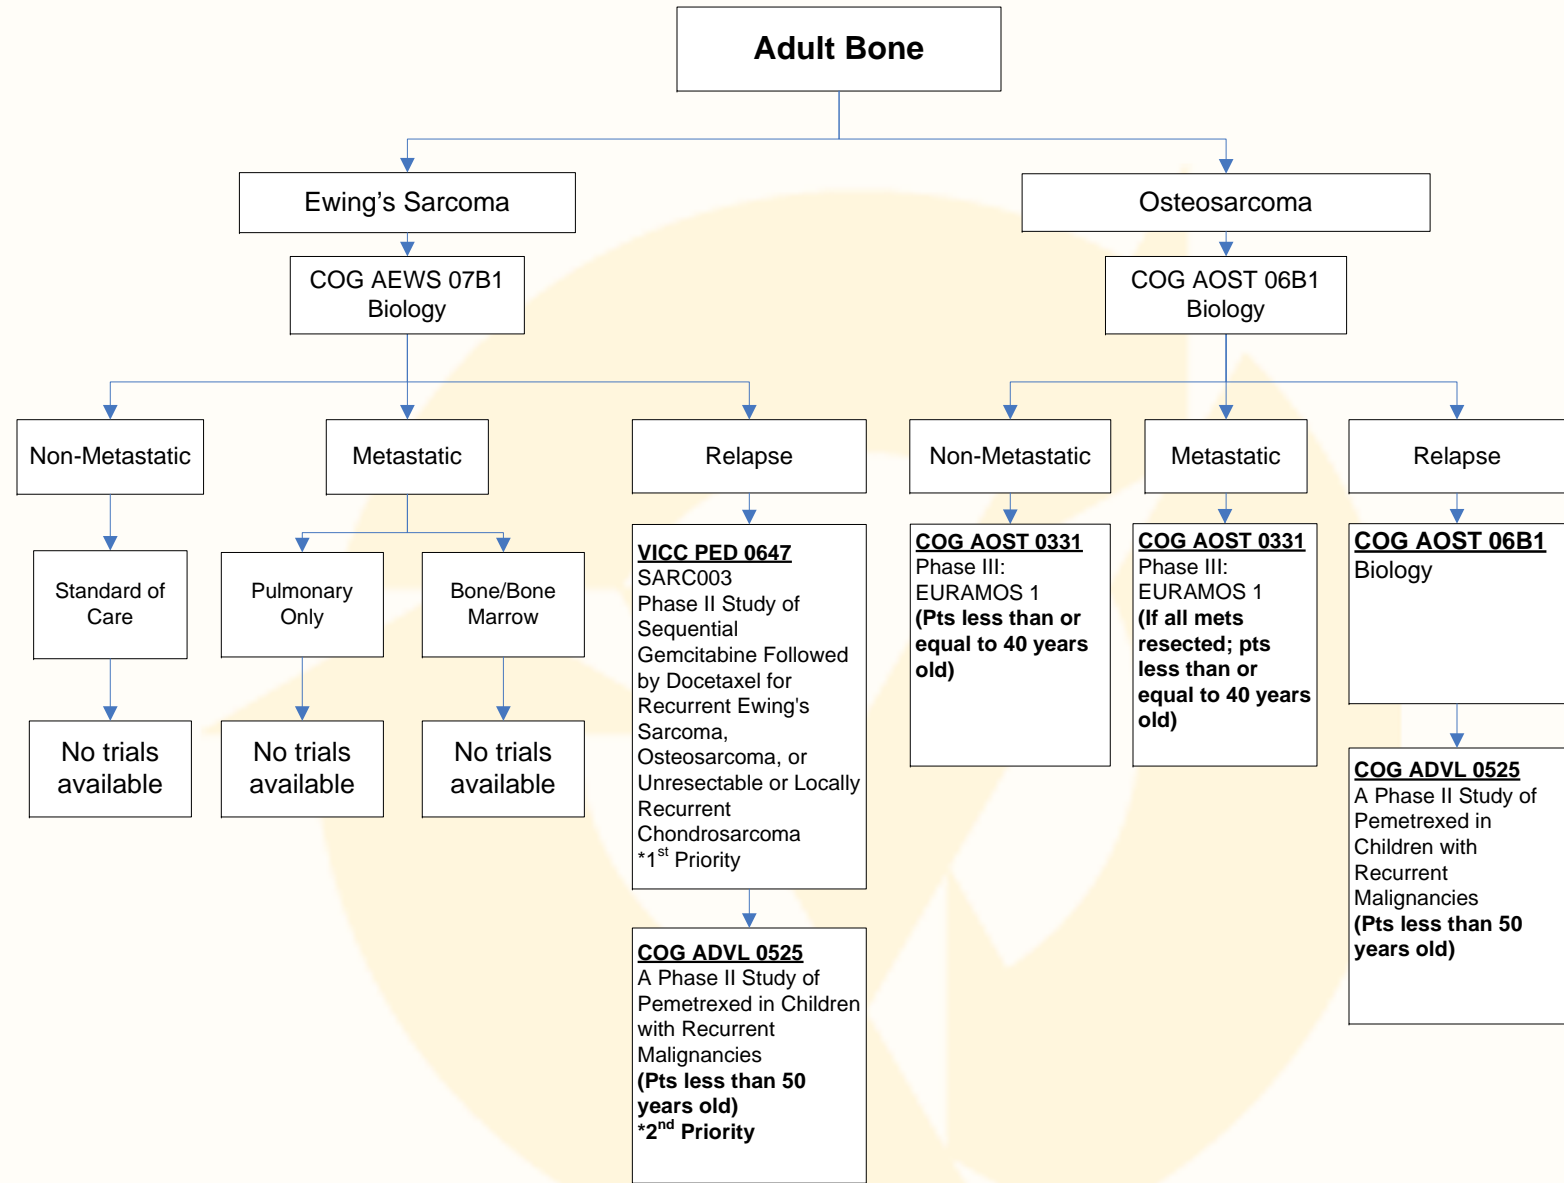 Adult Bone
Ewing's Sarcoma
Osteosarcoma
COG AEWS 07B1
Biology
COG AOST 06B1
Biology
Non-Metastatic
Metastatic
Relapse
Non-Metastatic
Metastatic
Relapse
Standard of
Care
Pulmonary
Only
Bone/Bone
Marrow
No trials
available
No trials
available
No trials
available
VICC PED 0647
SARC003
Phase II Study of
Sequential
Gemcitabine Followed
by Docetaxel for
Recurrent Ewing's
Sarcoma,
Osteosarcoma, or
Unresectable or Locally
Recurrent
Chondrosarcoma
*1st Priority
COG ADVL 0525
A Phase II Study of
Pemetrexed in Children
with Recurrent
Malignancies
(Pts less than 50
years old)
*2nd Priority
COG AOST 0331
Phase III:
EURAMOS 1
(Pts less than or
equal to 40 years
old)
COG AOST 0331
Phase III:
EURAMOS 1
(If all mets
resected; pts
less than or
equal to 40 years
old)
COG AOST 06B1
Biology
COG ADVL 0525
A Phase II Study of
Pemetrexed in
Children with
Recurrent
Malignancies
(Pts less than 50
years old)